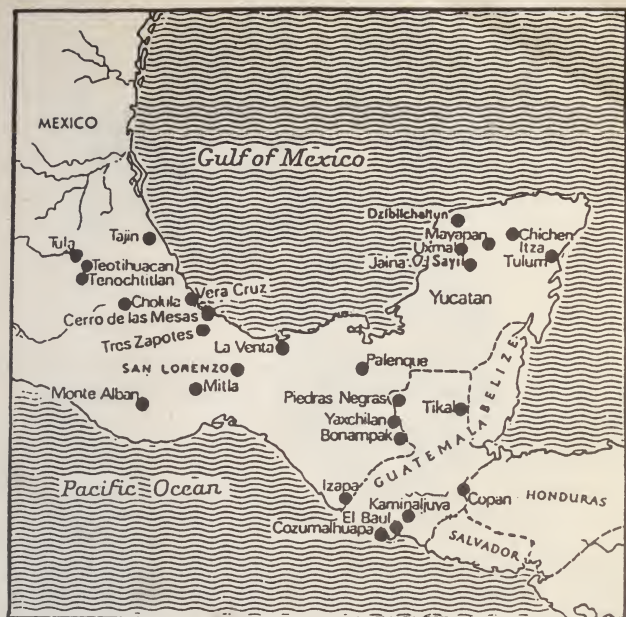 MEXICO
Gulf of Mexico
Dzibilchaltun
Mayapan
Chichen
Itza
Uxmal
Jaina
Sayil
Tulum
Yucatan
Tula
Tajin
Teotihuacan
Tenochtitlan
Cholula
Vera Cruz
Cerro de las Mesas
Tres Zapotes
La Venta
SAN LORENZO
Mitla
Monte Alban
Palenque
Piedras Negras
Yaxchilan
Bonampak
Tikal
GUATEMALA
BELIZE
Pacific Ocean
Izapa
Kaminaljuya
El Baul
Cozumalhuapa
Copan
HONDURAS
SALVADOR